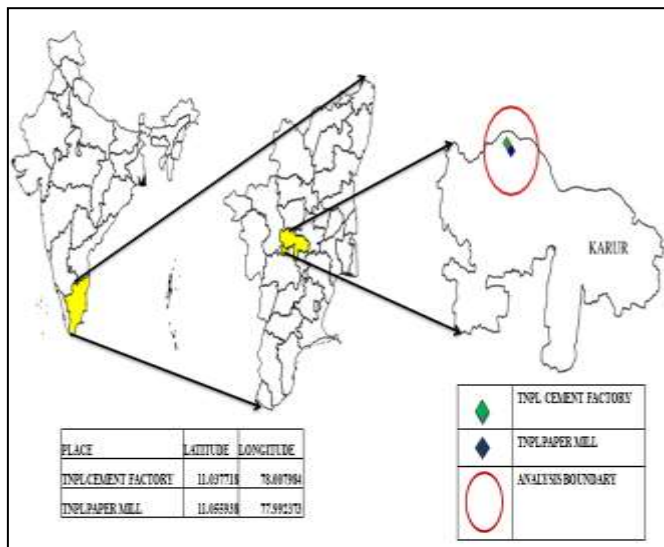 KARUR
PLACE LATITUDE LONGITUDE
TNPL CEMENT FACTORY 11.037718 78.007984
TNPL PAPER MILL 11.055938 77.992373
TNPL CEMENT FACTORY
TNPL PAPER MILL
ANALYSIS BOUNDARY